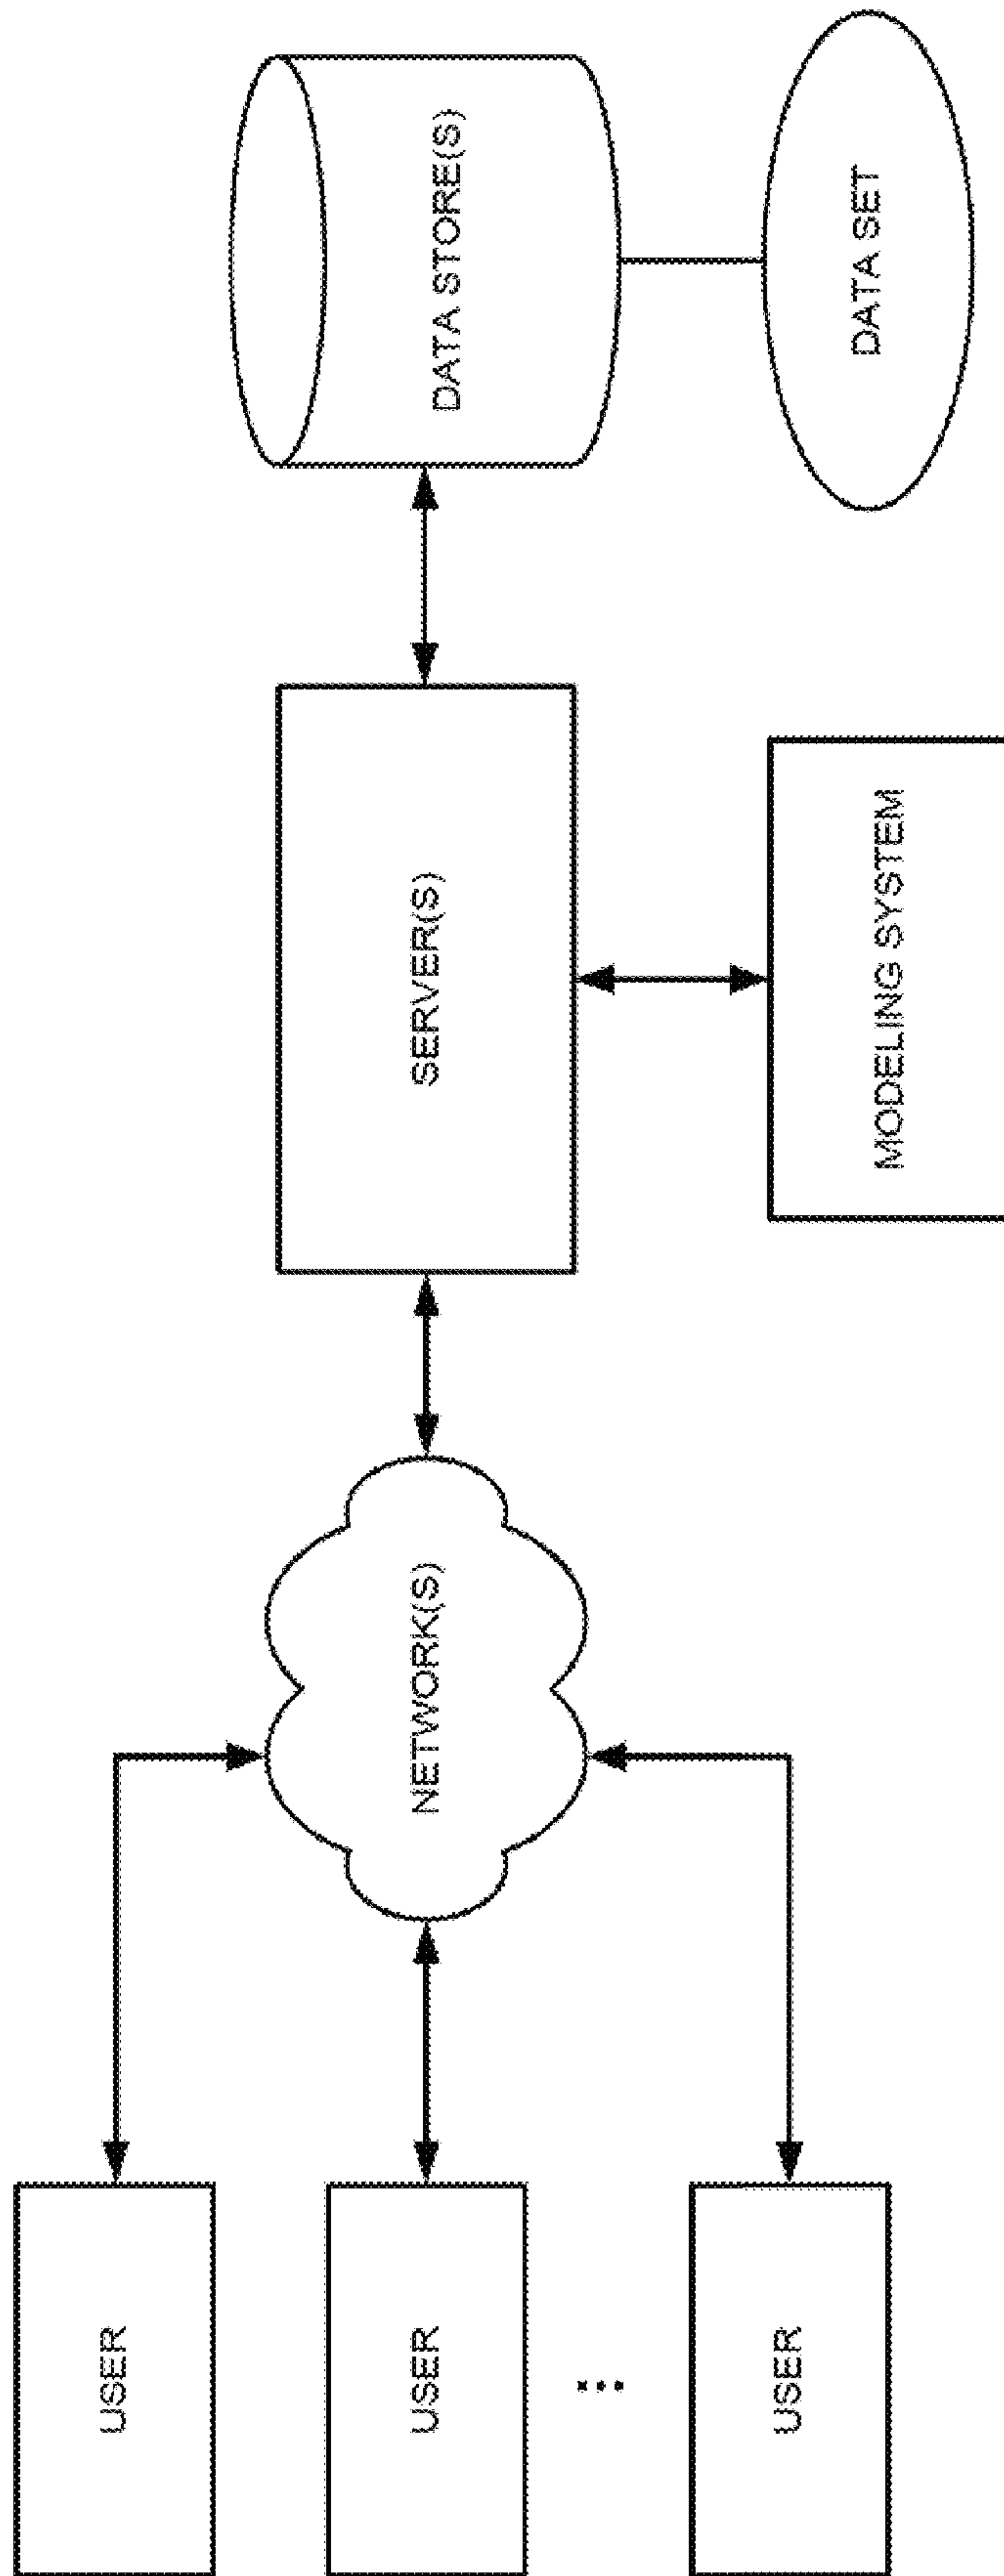 USER
USER
...
USER
NETWORK(S)
SERVER(S)
MODELING SYSTEM
DATA STORE(S)
DATA SET